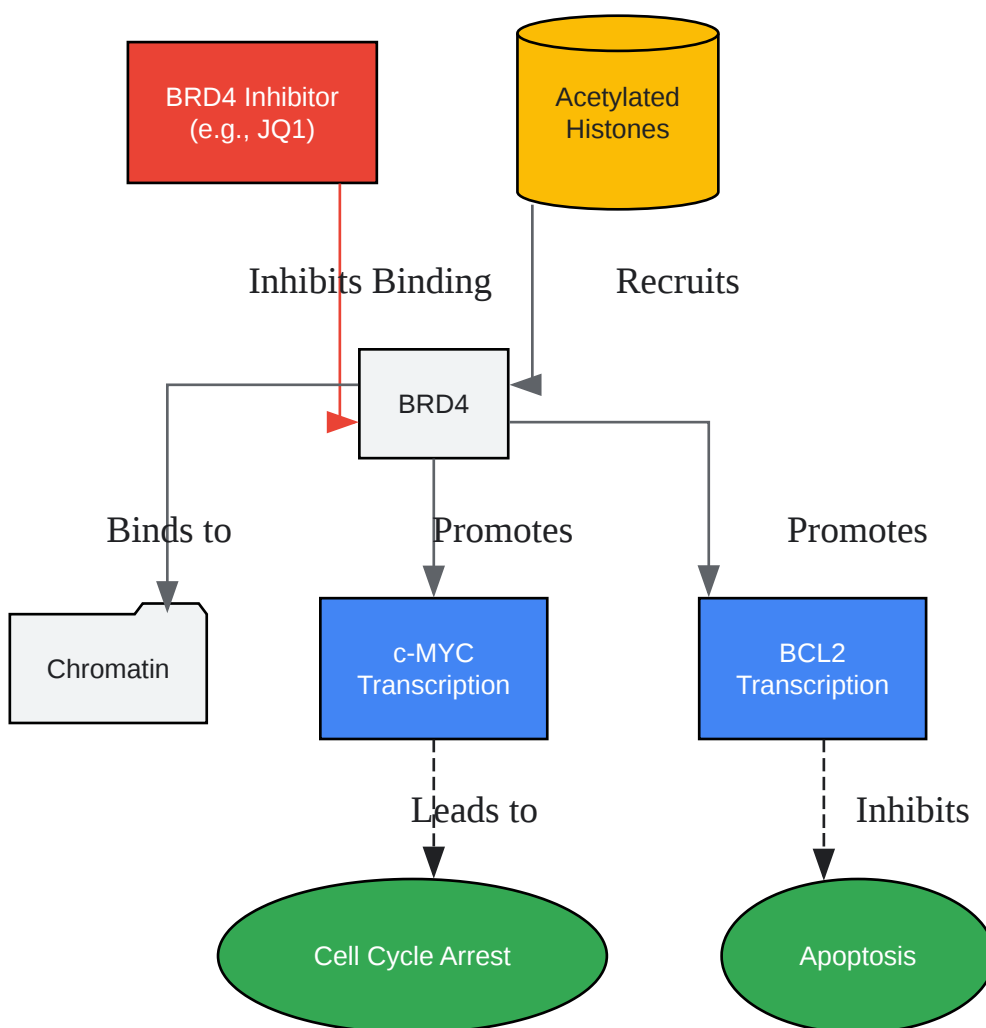 BRD4 Inhibitor
(e.g., JQ1)
Acetylated
Histones
Inhibits Binding
Recruits
BRD4
Binds to
Promotes
Promotes
Chromatin
c-MYC
Transcription
BCL2
Transcription
Leads to
Inhibits
Cell Cycle Arrest
Apoptosis